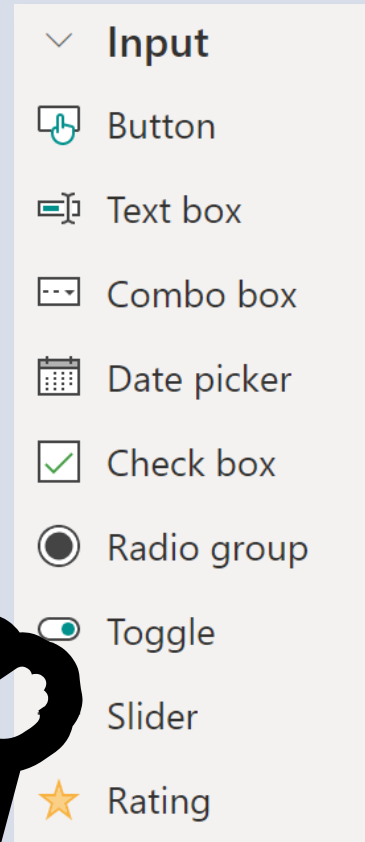 Input
Button
Text box
Combo box
Date picker
Check box
Radio group
Toggle
Slider
Rating